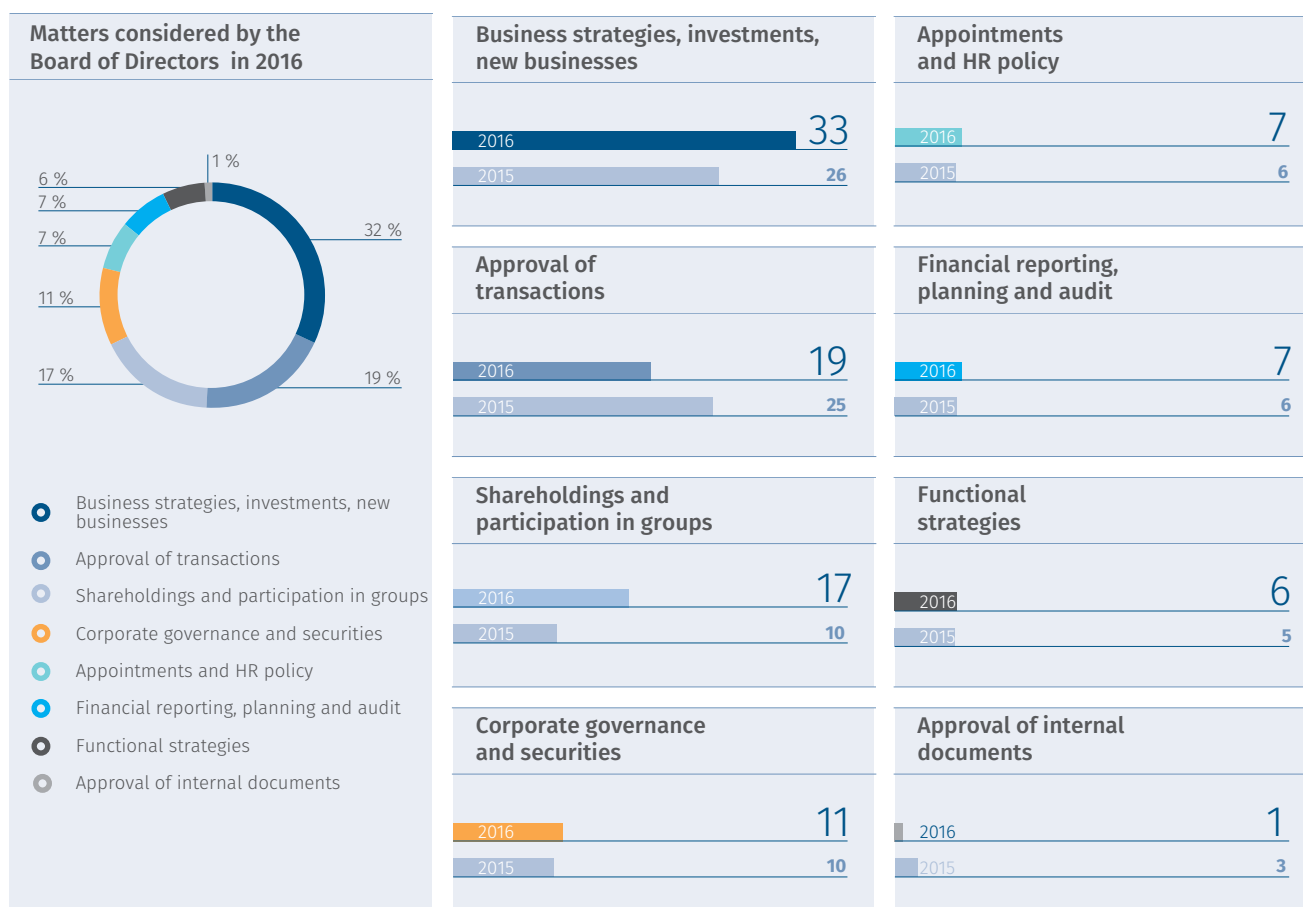 Matters considered by the
Board of Directors in 2016
1 %
6 %
7 %
7 %
32 %
11 %
17 %
19 %
Business strategies, investments, new
businesses
Approval of transactions
Shareholdings and participation in groups
Corporate governance and securities
Appointments and HR policy
Financial reporting, planning and audit
Functional strategies
Approval of internal documents
Business strategies, investments,
new businesses
2016 33
2015 26
Approval of
transactions
2016 19
2015 25
Shareholdings and
participation in groups
2016 17
2015 10
Corporate governance
and securities
2016 11
2015 10
Appointments
and HR policy
2016 7
2015 6
Financial reporting,
planning and audit
2016 7
2015 6
Functional
strategies
2016 6
2015 5
Approval of internal
documents
2016 1
2015 3